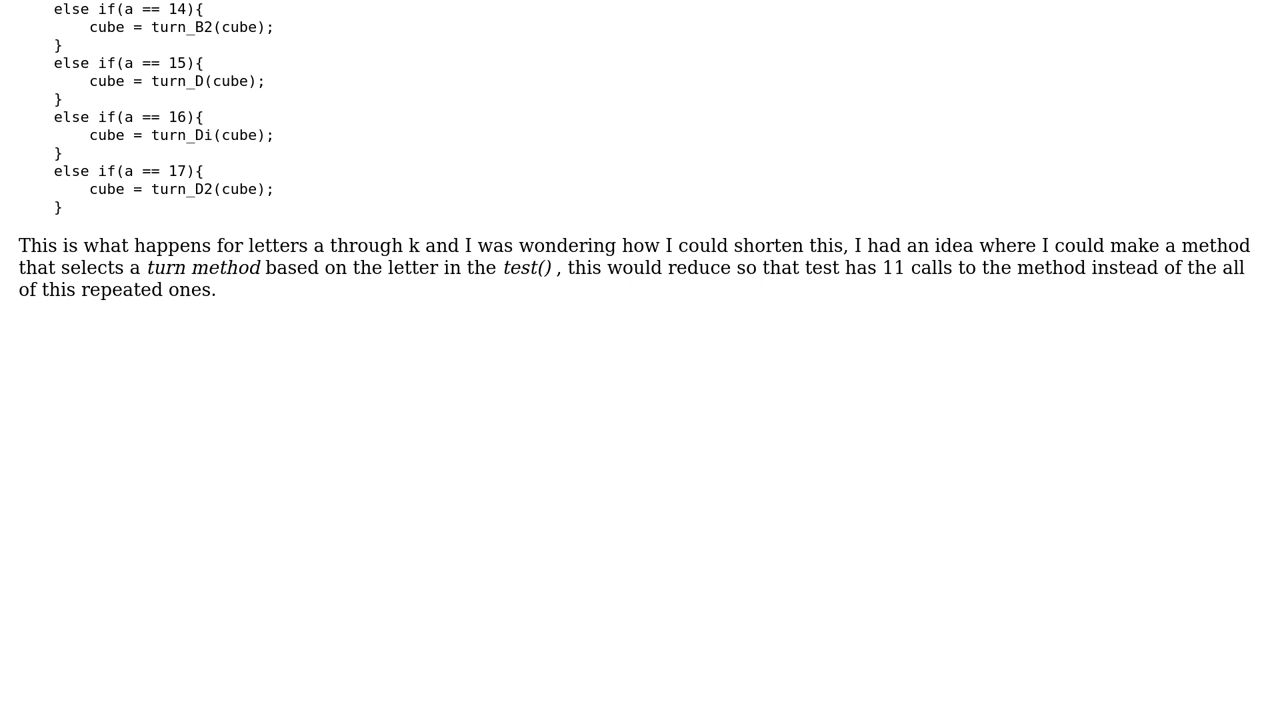 else if(a == 14){
    cube = turn_B2(cube);
}
else if(a == 15){
    cube = turn_D(cube);
}
else if(a == 16){
    cube = turn_Di(cube);
}
else if(a == 17){
    cube = turn_D2(cube);
}
This is what happens for letters a through k and I was wondering how I could shorten this, I had an idea where I could make a method
that selects a turn method based on the letter in the test() , this would reduce so that test has 11 calls to the method instead of the all
of this repeated ones.